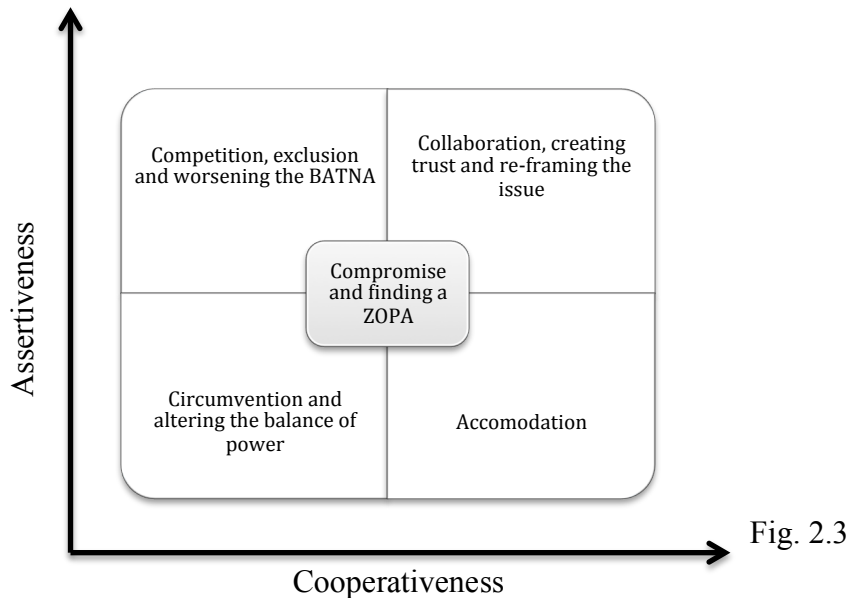 Assertiveness
Competition, exclusion
and worsening the BATNA
Collaboration, creating
trust and re-framing the
issue
Compromise
and finding a
ZOPA
Circumvention and
altering the balance of
power
Accomodation
Cooperativeness
Fig. 2.3